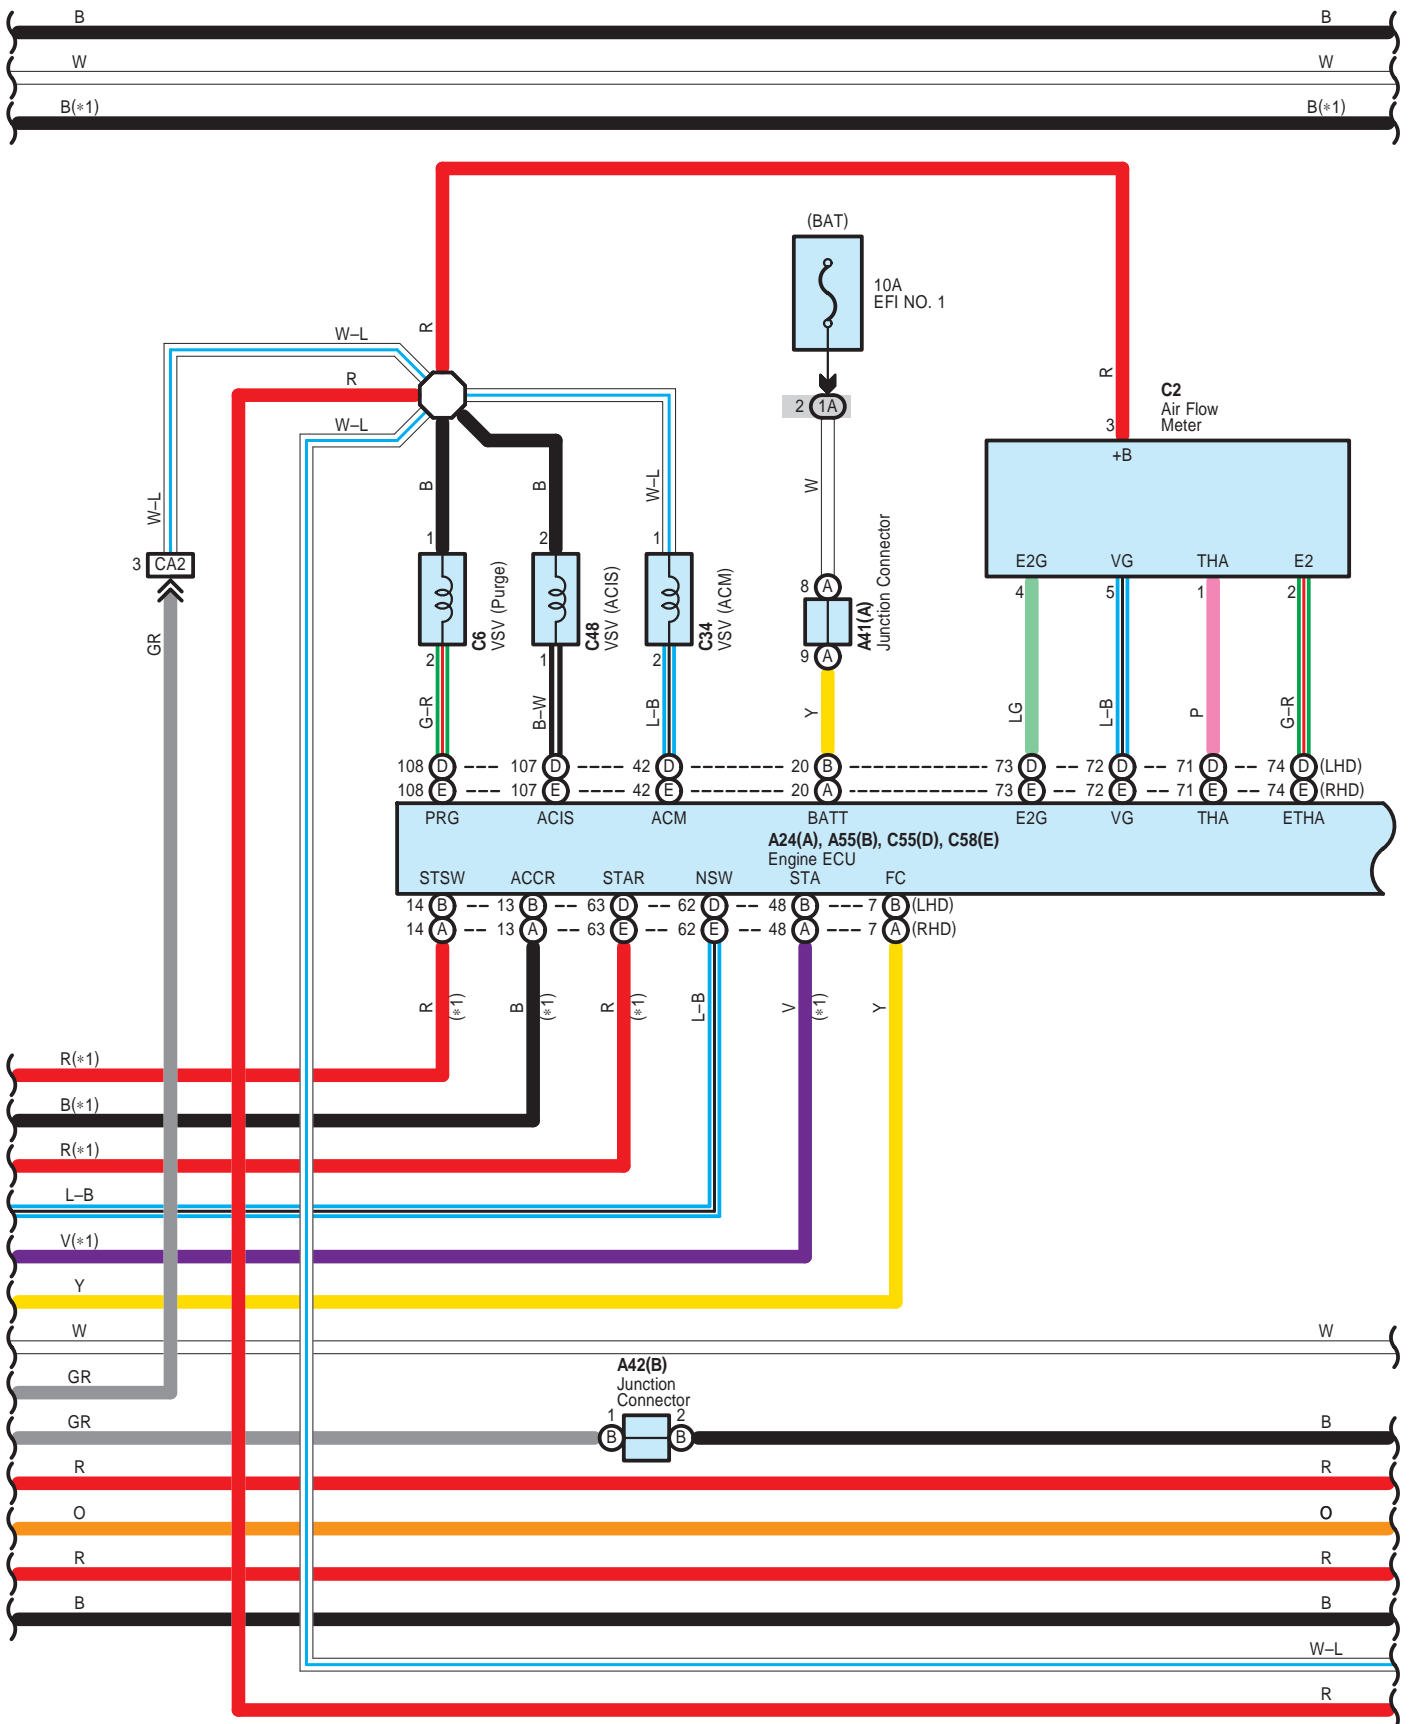 B B
W W
B(∗1) B(∗1)
(BAT)
10A
EFI NO. 1
W–L
R
R
W–L
2 1A
R
C2
Air Flow
Meter
3
+B
W–L
B
B
W–L
W
1 2 1
3 CA2
GR
C6
VSV (Purge)
C48
VSV (ACIS)
C34
VSV (ACM)
8 A
A41(A)
Junction Connector
9 A
E2G VG THA E2
4 5 1 2
2 1 2
G–R
B–W
L–B
Y
LG
L–B
P
G–R
108 D 107 D 42 D 20 B 73 D 72 D 71 D 74 D (LHD)
108 E 107 E 42 E 20 A 73 E 72 E 71 E 74 E (RHD)
PRG ACIS ACM BATT E2G VG THA ETHA
A24(A), A55(B), C55(D), C58(E)
Engine ECU
STSW ACCR STAR NSW STA FC
14 B 13 B 63 D 62 D 48 B 7 B (LHD)
14 A 13 A 63 E 62 E 48 A 7 A (RHD)
R
(∗1)
B
(∗1)
R
(∗1)
L–B
V
(∗1)
Y
R(∗1)
B(∗1)
R(∗1)
L–B
V(∗1)
Y
W W
A42(B)
Junction
Connector
GR
1 2
GR B B B
R R
O O
R R
B B
W–L
R